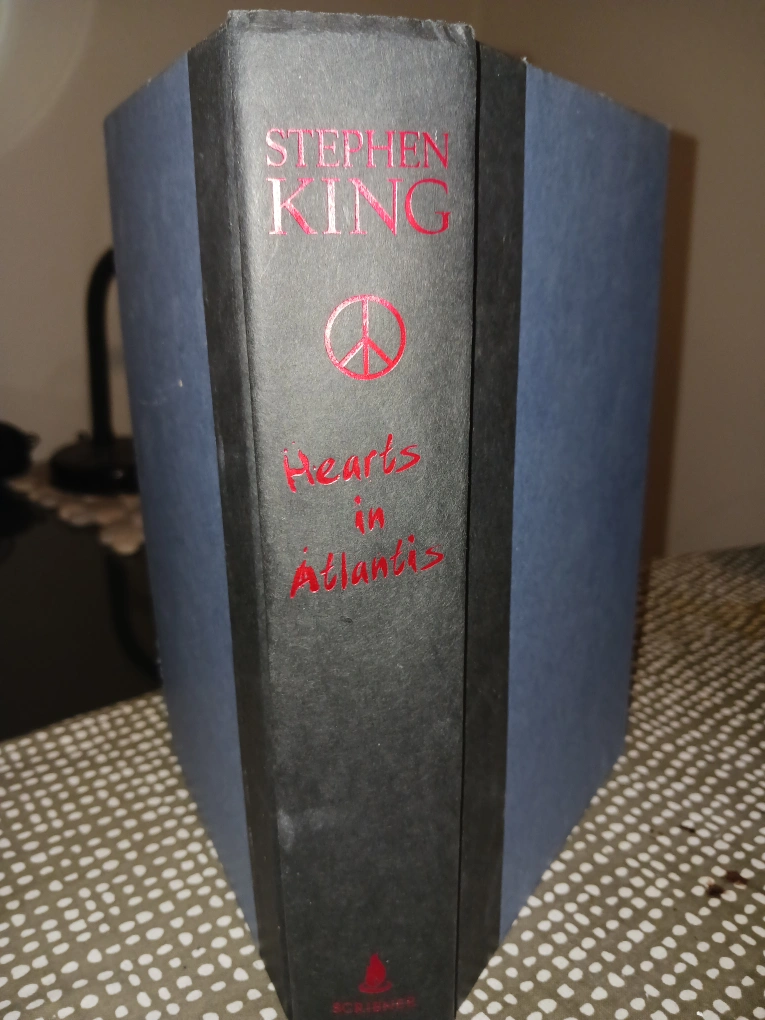 STEPHEN
KING
Hearts
in
Atlantis
SCRIBNER